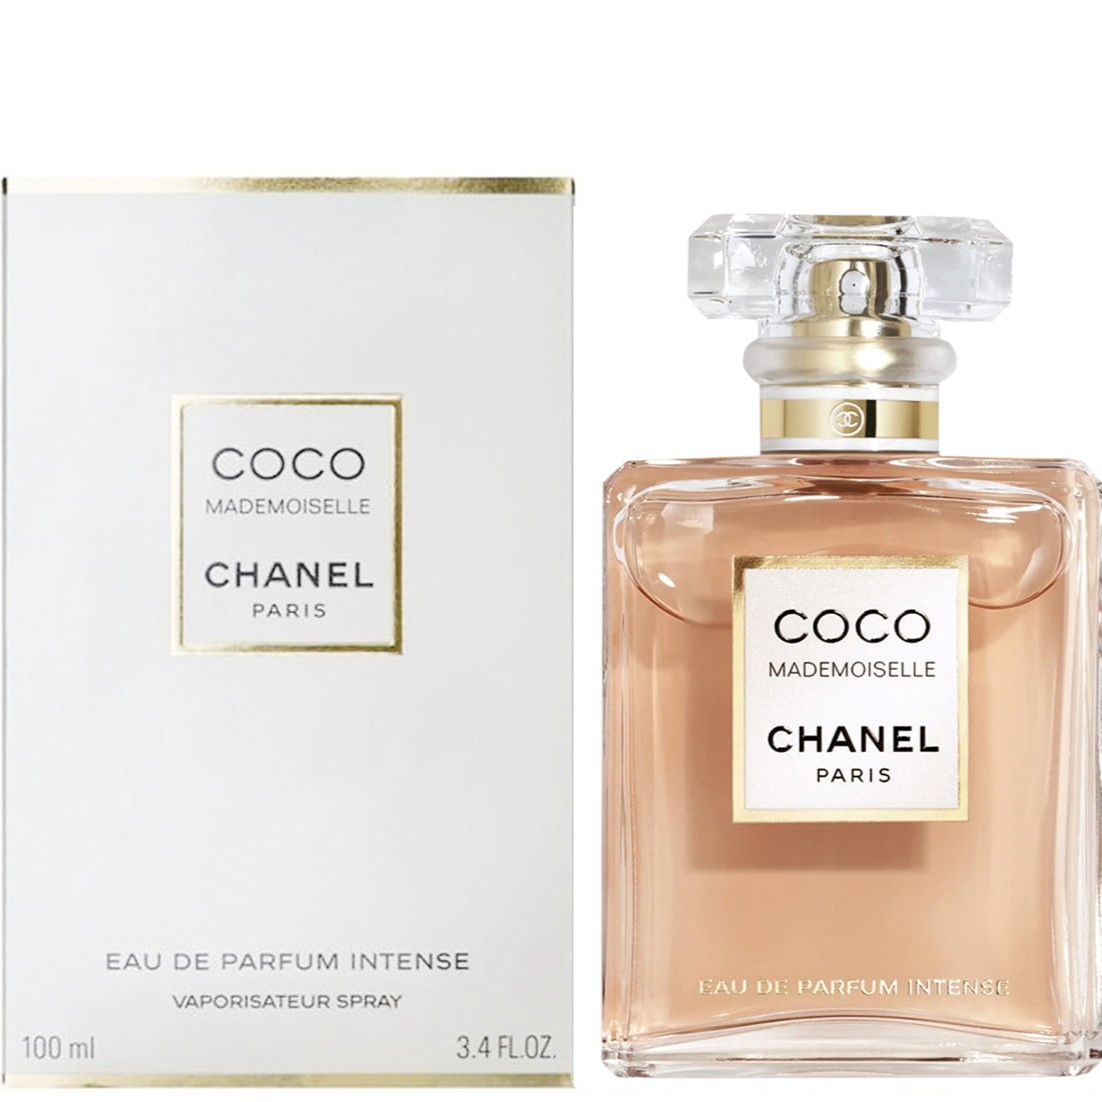 COCO
MADEMOISELLE
CHANEL
PARIS
EAU DE PARFUM INTENSE
VAPORISATEUR SPRAY
100 ml
3.4 FL.OZ.
COCO
MADEMOISELLE
CHANEL
PARIS
EAU DE PARFUM INTENSE